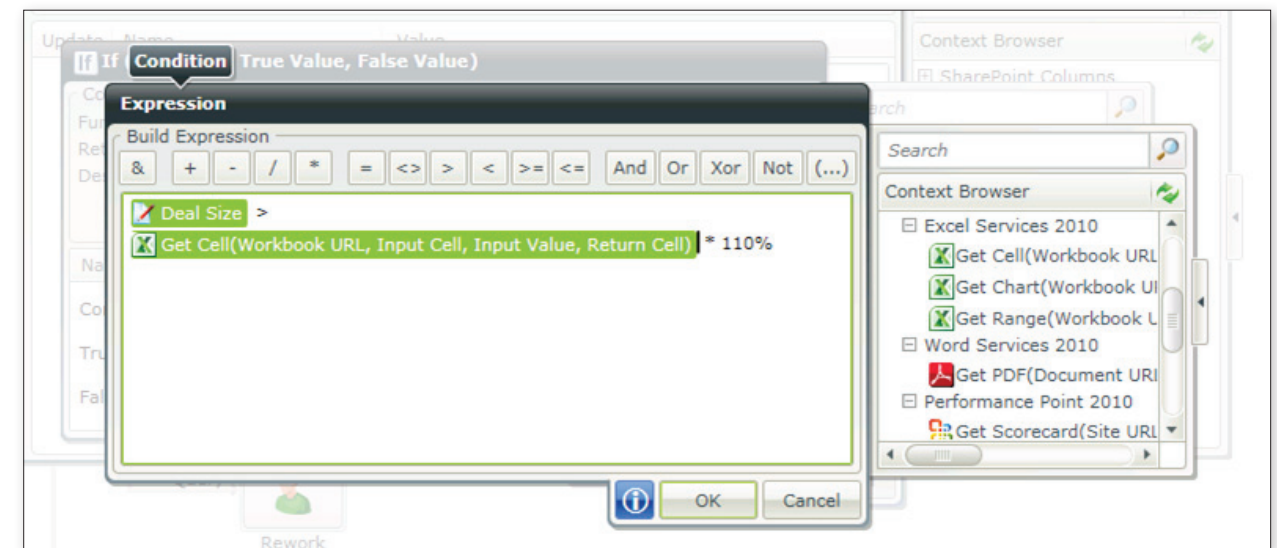 Update Name Value
If If ( Condition True Value, False Value)
Expression
Build Expression
& + - / * = <> > < >= <= And Or Xor Not (...)
Deal Size >
Get Cell(Workbook URL, Input Cell, Input Value, Return Cell) * 110%
OK Cancel
Rework
Context Browser
SharePoint Columns
Search
Context Browser
Excel Services 2010
Get Cell(Workbook URL
Get Chart(Workbook
Get Range(Workbook
Word Services 2010
Get PDF(Document
Performance Point 2010
Get Scorecard(Site URL